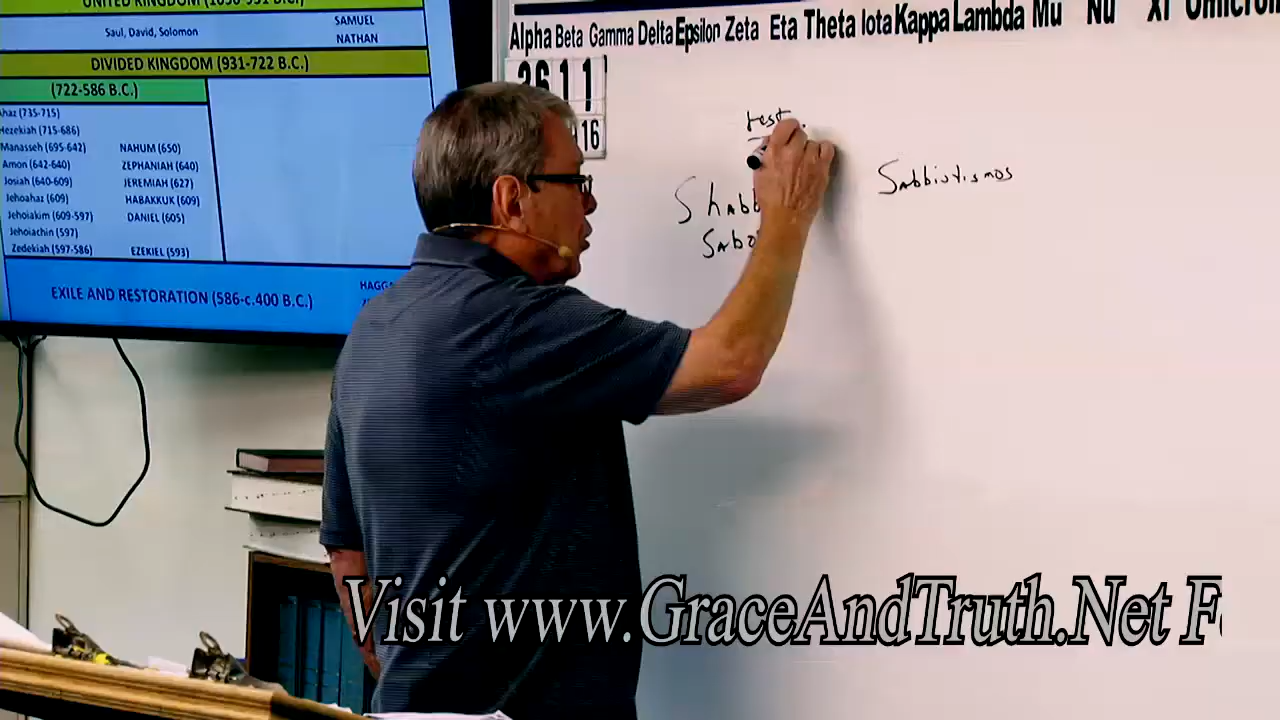 UNITED KINGDOM (1050-931 B.C.)
Saul, David, Solomon
SAMUEL
NATHAN
DIVIDED KINGDOM (931-722 B.C.)
(722-586 B.C.)
Ahaz (735-715)
Hezekiah (715-686)
Manasseh (695-642) NAHUM (650)
Amon (642-640) ZEPHANIAH (640)
Josiah (640-609) JEREMIAH (627)
Jehoahaz (609) HABAKKUK (609)
Jehoiakim (609-597) DANIEL (605)
Jehoiachin (597)
Zedekiah (597-586) EZEKIEL (593)
EXILE AND RESTORATION (586-c.400 B.C.)
Alpha Beta Gamma Delta Epsilon Zeta Eta Theta Iota Kappa Lambda Mu Nu Xi Omicron
3611
16
rest
Sabbiutismos
Shabb
Sabb
Visit www.GraceAndTruth.Net